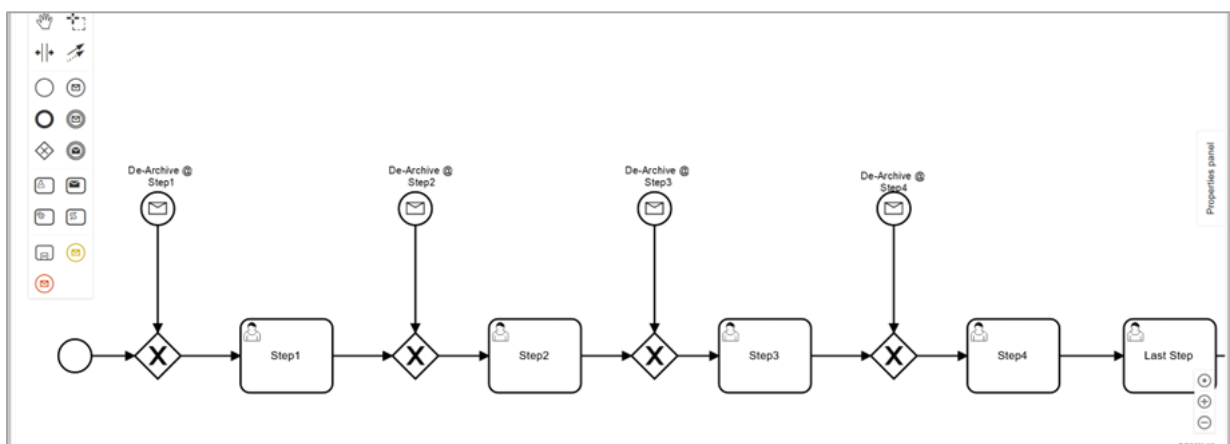 De-Archive @
Step1
De-Archive @
Step2
De-Archive @
Step3
De-Archive @
Step4
Properties panel
Step1
Step2
Step3
Step4
Last Step